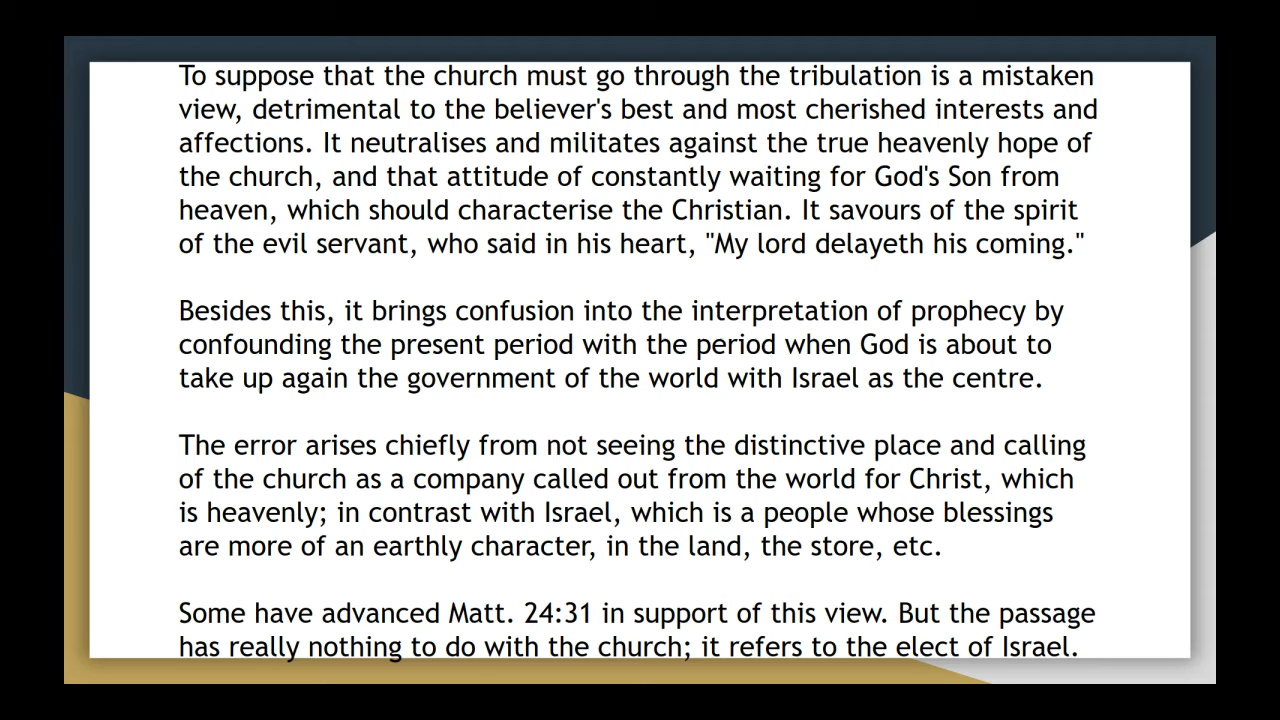 To suppose that the church must go through the tribulation is a mistaken
view, detrimental to the believer's best and most cherished interests and
affections. It neutralises and militates against the true heavenly hope of
the church, and that attitude of constantly waiting for God's Son from
heaven, which should characterise the Christian. It savours of the spirit
of the evil servant, who said in his heart, "My lord delayeth his coming."
Besides this, it brings confusion into the interpretation of prophecy by
confounding the present period with the period when God is about to
take up again the government of the world with Israel as the centre.
The error arises chiefly from not seeing the distinctive place and calling
of the church as a company called out from the world for Christ, which
is heavenly; in contrast with Israel, which is a people whose blessings
are more of an earthly character, in the land, the store, etc.
Some have advanced Matt. 24:31 in support of this view. But the passage
has really nothing to do with the church; it refers to the elect of Israel.